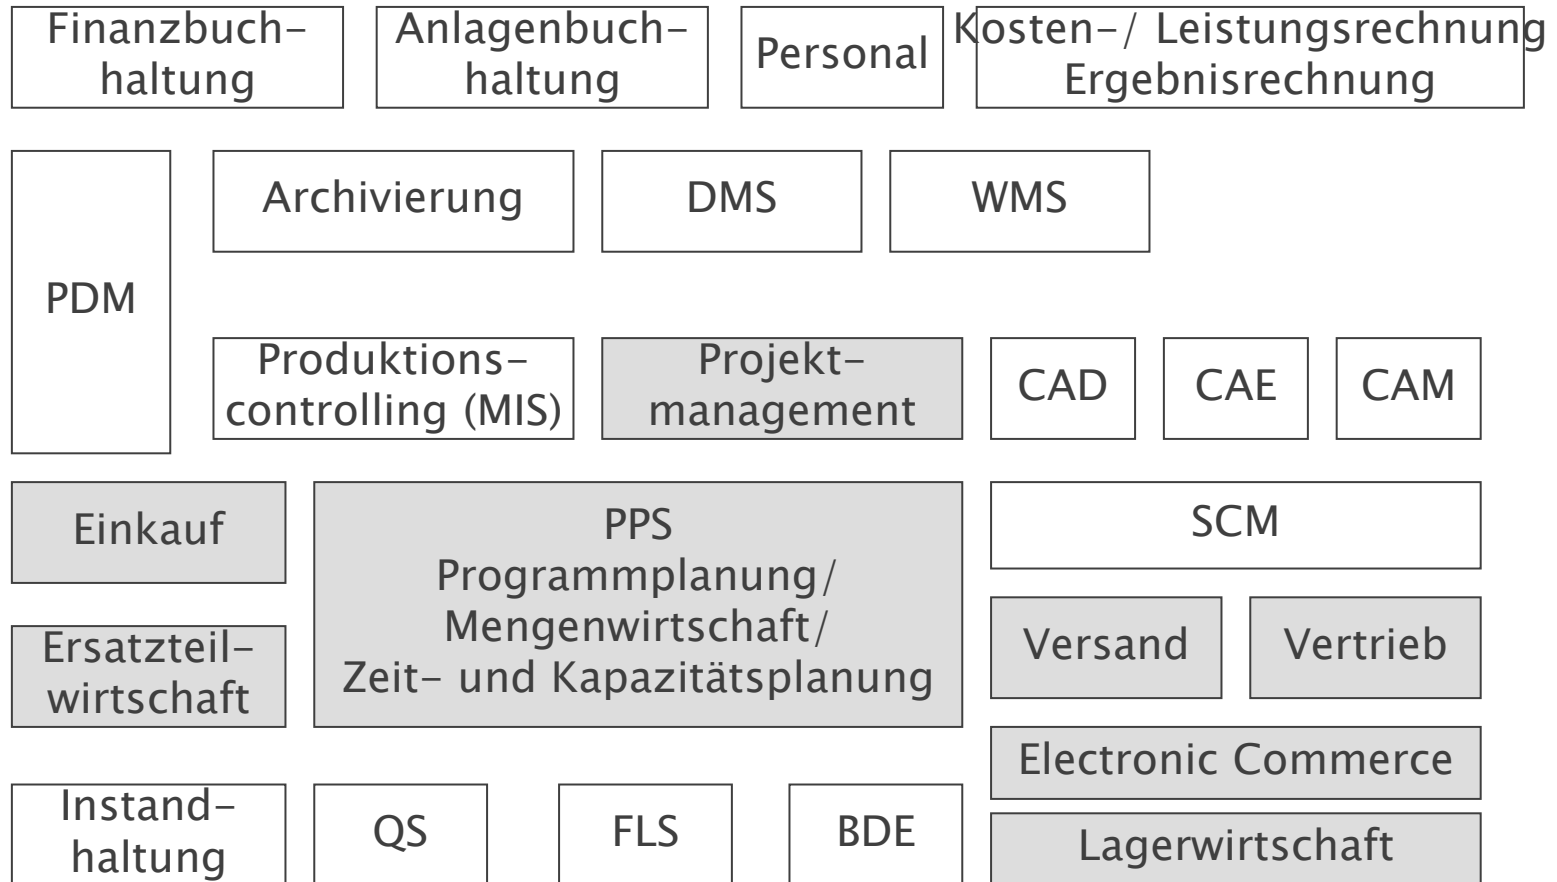 Finanzbuch-
haltung
Anlagenbuch-
haltung
Personal
Kosten-/ Leistungsrechnung
Ergebnisrechnung
PDM
Archivierung
DMS
WMS
Produktions-
controlling (MIS)
Projekt-
management
CAD
CAE
CAM
Einkauf
PPS
Programmplanung/
Mengenwirtschaft/
Zeit- und Kapazitätsplanung
SCM
Ersatzteil-
wirtschaft
Versand
Vertrieb
Electronic Commerce
Instand-
haltung
QS
FLS
BDE
Lagerwirtschaft